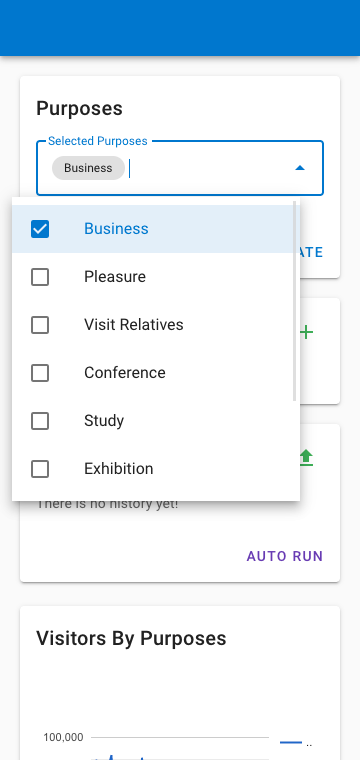 Purposes
Selected Purposes
Business
Business
Pleasure
Visit Relatives
Conference
Study
Exhibition
ATE
There is no history yet!
AUTO RUN
Visitors By Purposes
100,000
..